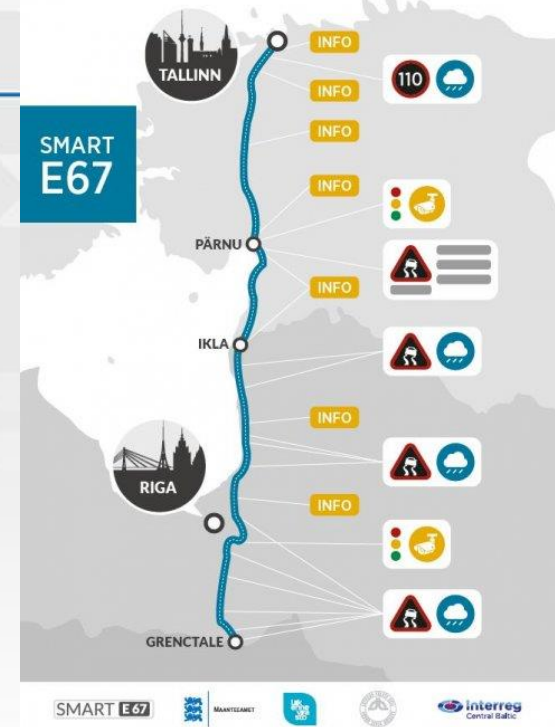 TALLINN
INFO
110
INFO
SMART
E67
INFO
INFO
PÄRNU
INFO
IKLA
INFO
RIGA
INFO
GRENCTALE
SMART E67
MAANTEEAMET
Interreg
Central Baltic